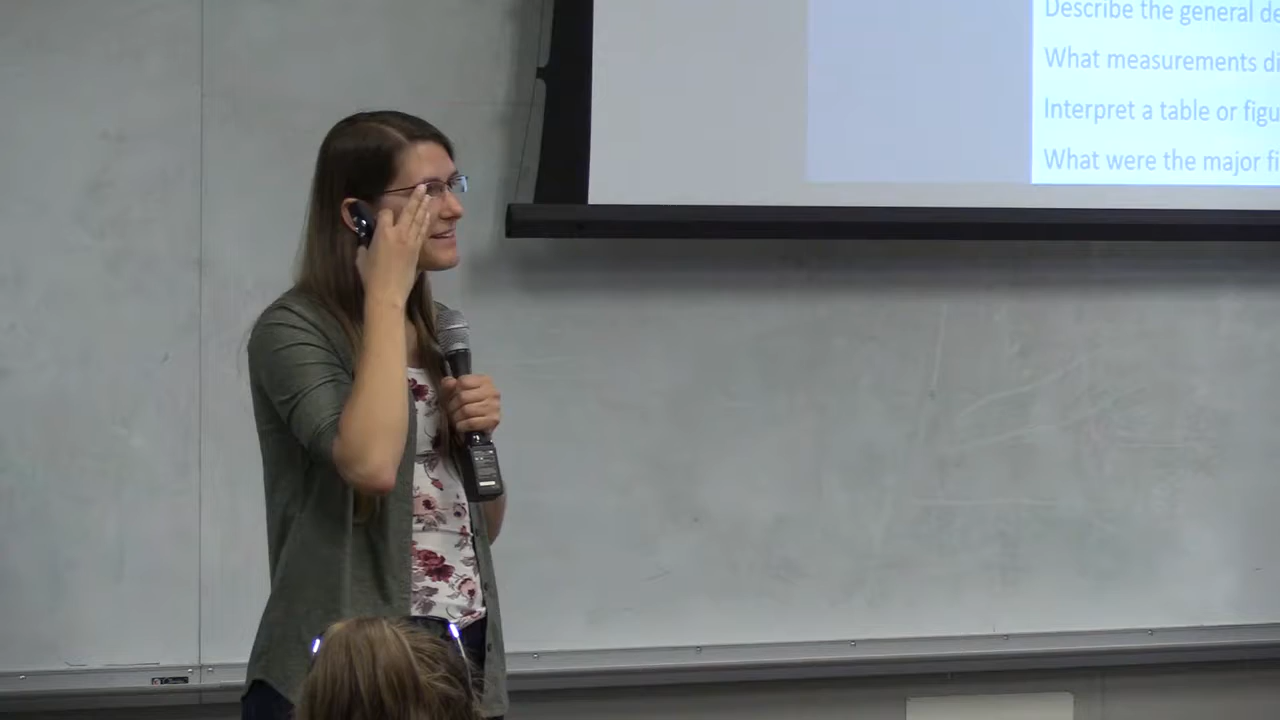 Describe the general de
What measurements di
Interpret a table or figu
What were the major fi